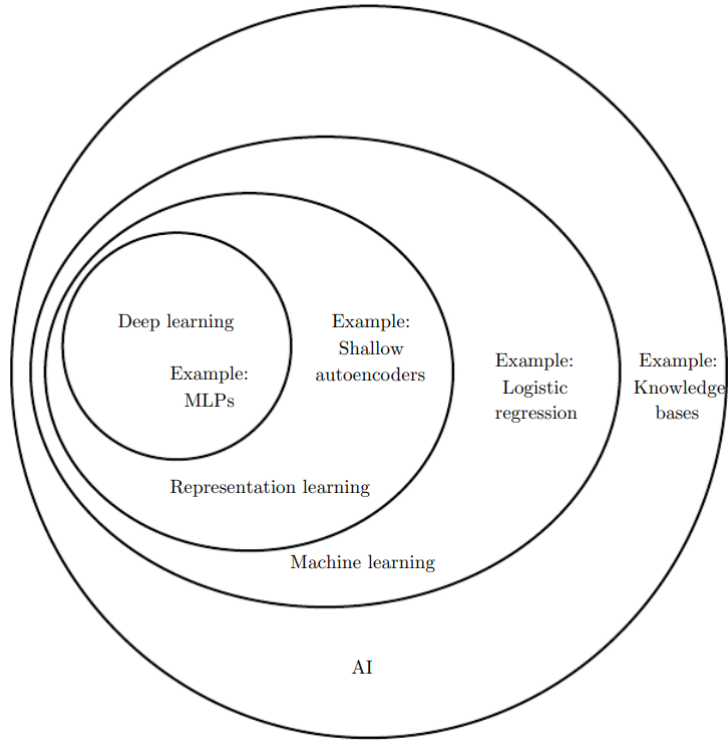 Deep learning
Example:
MLPs
Example:
Shallow
autoencoders
Example:
Logistic
regression
Example:
Knowledge
bases
Representation learning
Machine learning
AI